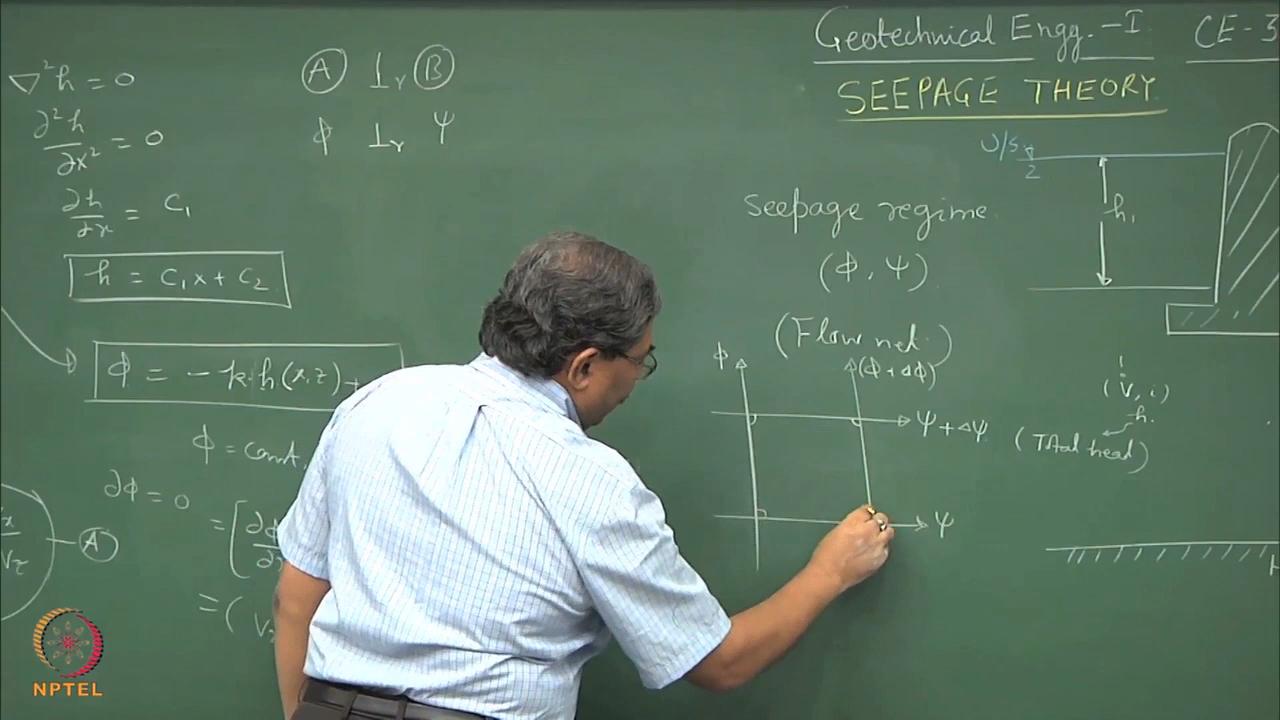 ∇²h = 0
∂²h/∂x² = 0
∂h/∂x = C₁
h = C₁x + C₂
ϕ = -k·h(x,z)+
ϕ = const.
∂ϕ = 0
=[∂ϕ
= (
— Ⓐ
Ⓐ ⊥r Ⓑ
ϕ ⊥r ψ
Geotechnical Engg. – I CE-3
SEEPAGE THEORY
U/s
h₁
seepage regime
(ϕ, ψ)
(Flow net)
ϕ
(ϕ+Δϕ)
ψ+Δψ
ψ
(V, i)
h.
(Total head)
NPTEL